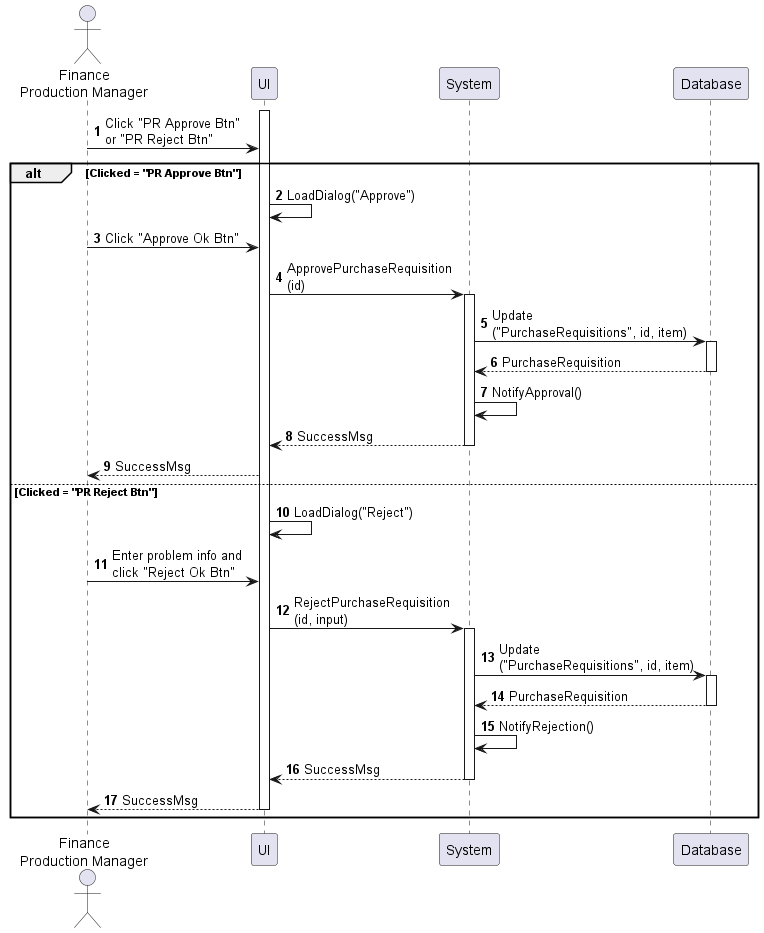 Finance
Production Manager
UI
System
Database
1 Click "PR Approve Btn"
or "PR Reject Btn"
alt [Clicked = "PR Approve Btn"]
2 LoadDialog("Approve")
3 Click "Approve Ok Btn"
4 ApprovePurchaseRequisition
(id)
5 Update
("PurchaseRequisitions", id, item)
6 PurchaseRequisition
7 NotifyApproval()
8 SuccessMsg
9 SuccessMsg
[Clicked = "PR Reject Btn"]
10 LoadDialog("Reject")
11 Enter problem info and
click "Reject Ok Btn"
12 RejectPurchaseRequisition
(id, input)
13 Update
("PurchaseRequisitions", id, item)
14 PurchaseRequisition
15 NotifyRejection()
16 SuccessMsg
17 SuccessMsg
Finance
Production Manager
UI
System
Database